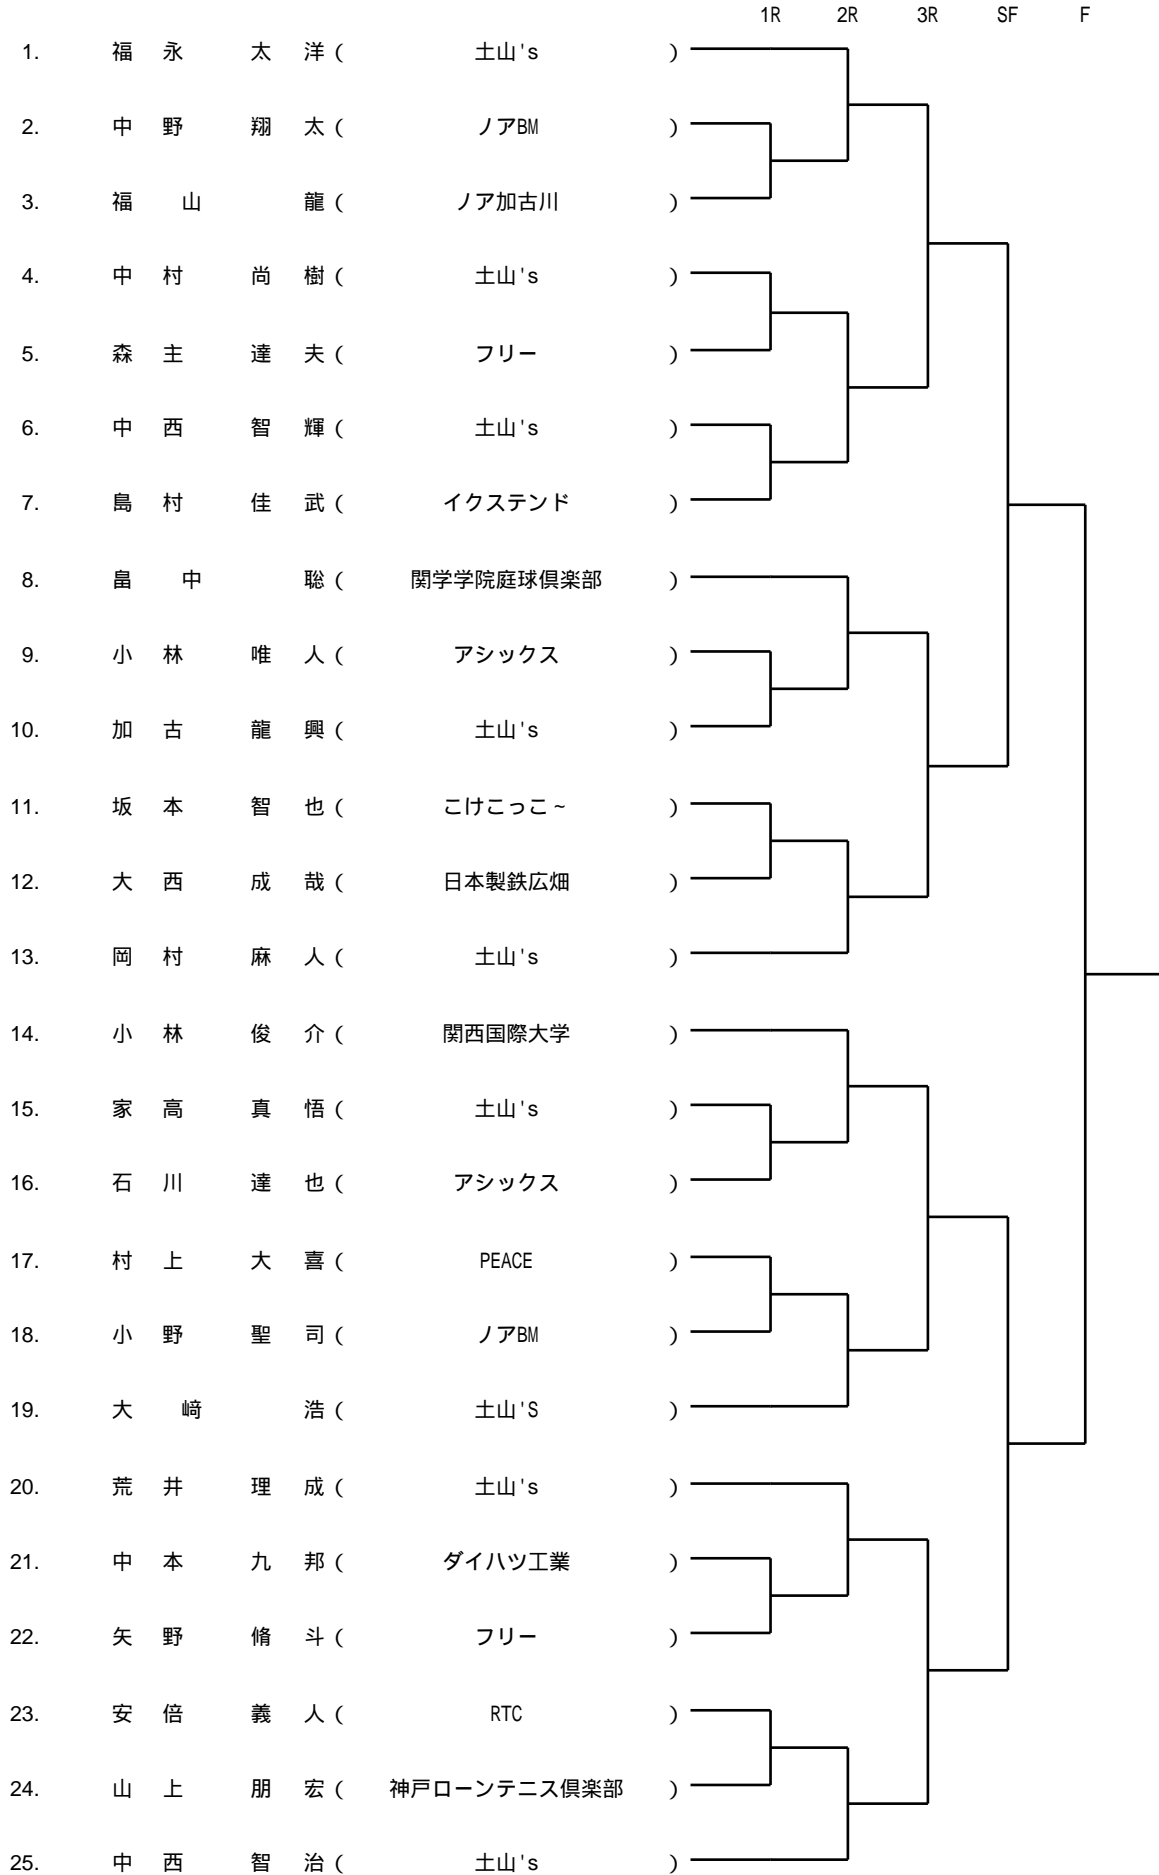 1R 2R 3R SF F
1. 福 永 太 洋 ( 土山's )
2. 中 野 翔 太 ( ノアBM )
3. 福 山 龍 ( ノア加古川 )
4. 中 村 尚 樹 ( 土山's )
5. 森 主 達 夫 ( フリー )
6. 中 西 智 輝 ( 土山's )
7. 島 村 佳 武 ( イクステンド )
8. 畠 中 聡 ( 関学学院庭球倶楽部 )
9. 小 林 唯 人 ( アシックス )
10. 加 古 龍 興 ( 土山's )
11. 坂 本 智 也 ( こけこっこ~ )
12. 大 西 成 哉 ( 日本製鉄広畑 )
13. 岡 村 麻 人 ( 土山's )
14. 小 林 俊 介 ( 関西国際大学 )
15. 家 高 真 悟 ( 土山's )
16. 石 川 達 也 ( アシックス )
17. 村 上 大 喜 ( PEACE )
18. 小 野 聖 司 ( ノアBM )
19. 大 﨑 浩 ( 土山'S )
20. 荒 井 理 成 ( 土山's )
21. 中 本 九 邦 ( ダイハツ工業 )
22. 矢 野 脩 斗 ( フリー )
23. 安 倍 義 人 ( RTC )
24. 山 上 朋 宏 ( 神戸ローンテニス倶楽部 )
25. 中 西 智 治 ( 土山's )